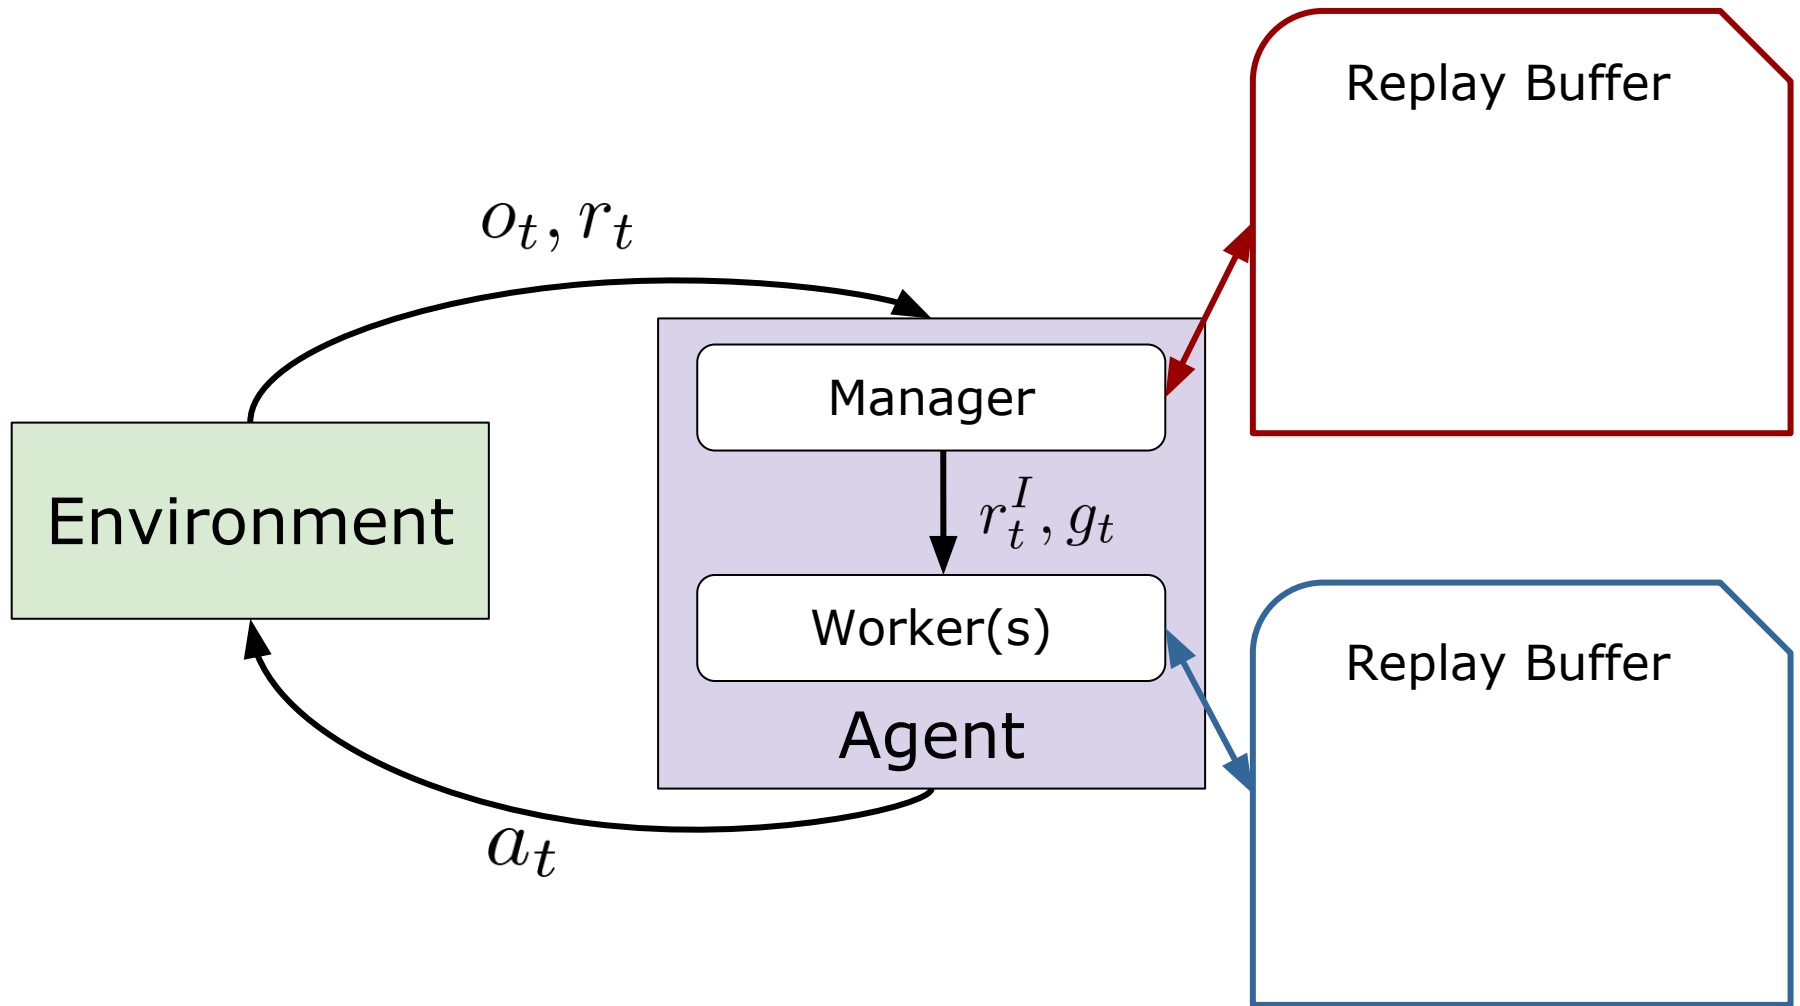 Replay Buffer
o_t, r_t
Manager
Environment
r_t^I, g_t
Worker(s)
Replay Buffer
Agent
a_t